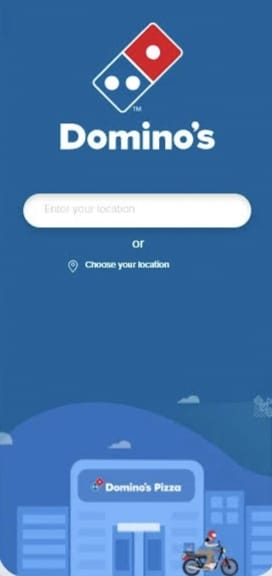 TM
Domino's
Enter your location
or
Choose your location
Domino's Pizza